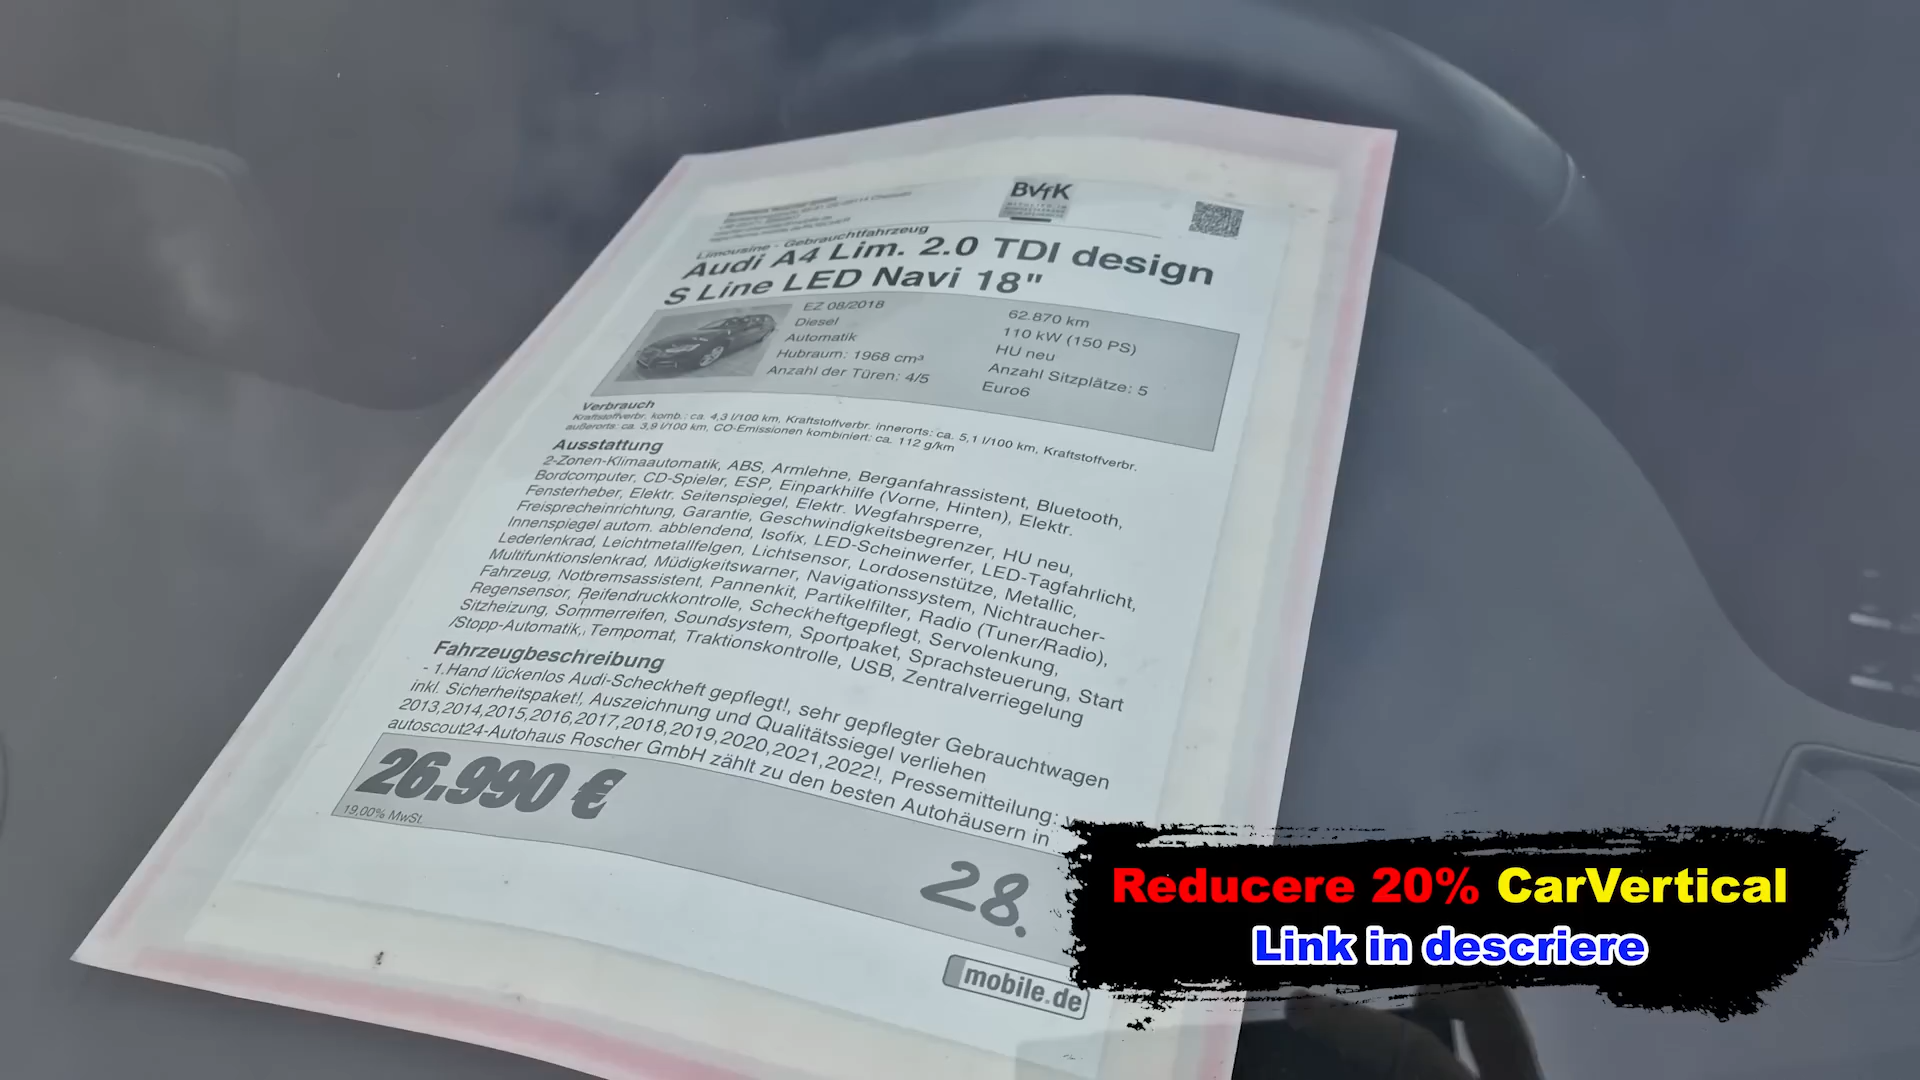 BVfK
Limousine - Gebrauchtfahrzeug
Audi A4 Lim. 2.0 TDI design
S Line LED Navi 18"
EZ 08/2018
Diesel
Automatik
Hubraum: 1968 cm³
Anzahl der Türen: 4/5
62.870 km
110 kW (150 PS)
HU neu
Anzahl Sitzplätze: 5
Euro6
Verbrauch
Kraftstoffverbr. komb.: ca. 4,3 l/100 km, Kraftstoffverbr. innerorts: ca. 5,1 l/100 km, Kraftstoffverbr.
außerorts: ca. 3,9 l/100 km, CO-Emissionen kombiniert: ca. 112 g/km
Ausstattung
2-Zonen-Klimaautomatik, ABS, Armlehne, Berganfahrassistent, Bluetooth,
Bordcomputer, CD-Spieler, ESP, Einparkhilfe (Vorne, Hinten), Elektr.
Fensterheber, Elektr. Seitenspiegel, Elektr. Wegfahrsperre,
Freisprecheinrichtung, Garantie, Geschwindigkeitsbegrenzer, HU neu,
Innenspiegel autom. abblendend, Isofix, LED-Scheinwerfer, LED-Tagfahrlicht,
Lederlenkrad, Leichtmetallfelgen, Lichtsensor, Lordosenstütze, Metallic,
Multifunktionslenkrad, Müdigkeitswarner, Navigationssystem, Nichtraucher-
Fahrzeug, Notbremsassistent, Pannenkit, Partikelfilter, Radio (Tuner/Radio),
Regensensor, Reifendruckkontrolle, Scheckheftgepflegt, Servolenkung,
Sitzheizung, Sommerreifen, Soundsystem, Sportpaket, Sprachsteuerung, Start
/Stopp-Automatik, Tempomat, Traktionskontrolle, USB, Zentralverriegelung
Fahrzeugbeschreibung
- 1.Hand lückenlos Audi-Scheckheft gepflegt!, sehr gepflegter Gebrauchtwagen
inkl. Sicherheitspaket!, Auszeichnung und Qualitätssiegel verliehen
2013,2014,2015,2016,2017,2018,2019,2020,2021,2022!, Pressemitteilung:
autoscout24-Autohaus Roscher GmbH zählt zu den besten Autohäusern in
26.990 €
19,00% MwSt.
28.
mobile.de
Reducere 20% CarVertical
Link in descriere